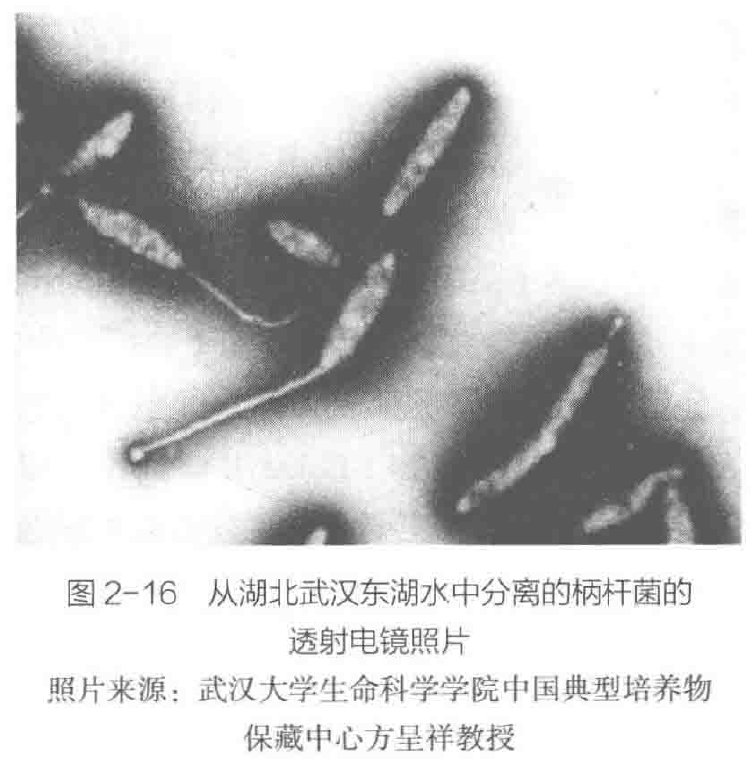 图2-16 从湖北武汉东湖水中分离的柄杆菌的
透射电镜照片
照片来源：武汉大学生命科学学院中国典型培养物
保藏中心方呈祥教授